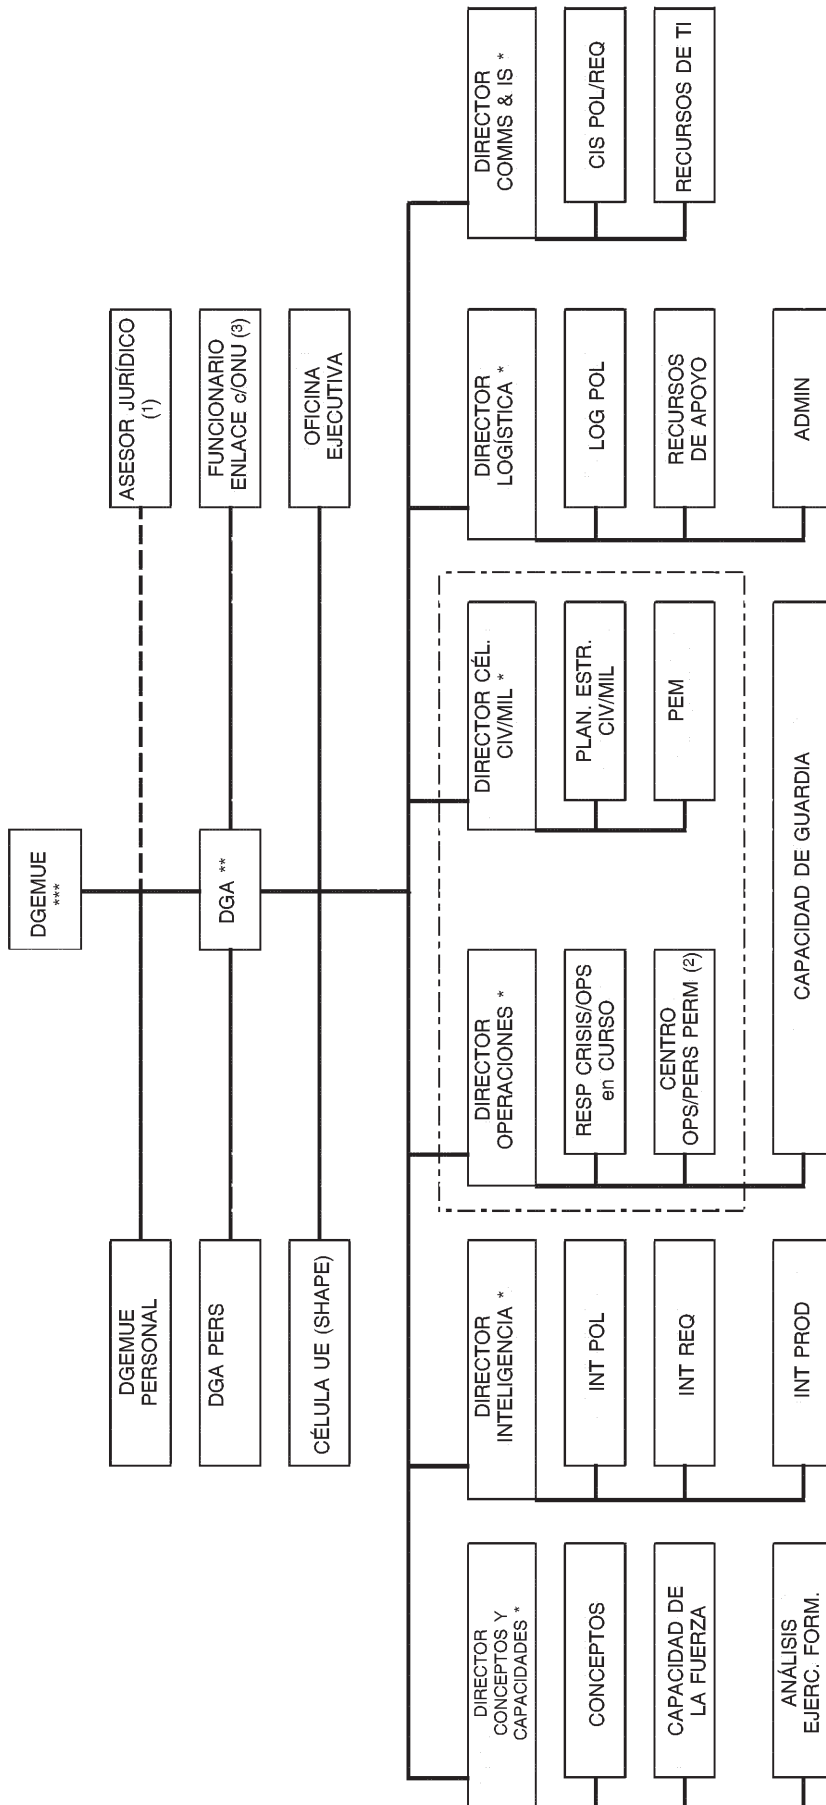 DGEMUE
***
DGEMUE
PERSONAL
ASESOR JURÍDICO
(1)
DGA PERS
DGA **
FUNCIONARIO
ENLACE c/ONU (3)
CÉLULA UE (SHAPE)
OFICINA
EJECUTIVA
DIRECTOR
CONCEPTOS Y
CAPACIDADES *
CONCEPTOS
CAPACIDAD DE
LA FUERZA
ANÁLISIS
EJERC. FORM.
DIRECTOR
INTELIGENCIA *
INT POL
INT REQ
INT PROD
DIRECTOR
OPERACIONES *
RESP CRISIS/OPS
en CURSO
CENTRO
OPS/PERS PERM (2)
CAPACIDAD DE GUARDIA
DIRECTOR CÉL.
CIV/MIL *
PLAN. ESTR.
CIV/MIL
PEM
DIRECTOR
LOGÍSTICA *
LOG POL
RECURSOS
DE APOYO
ADMIN
DIRECTOR
COMMS & IS *
CIS POL/REQ
RECURSOS DE TI